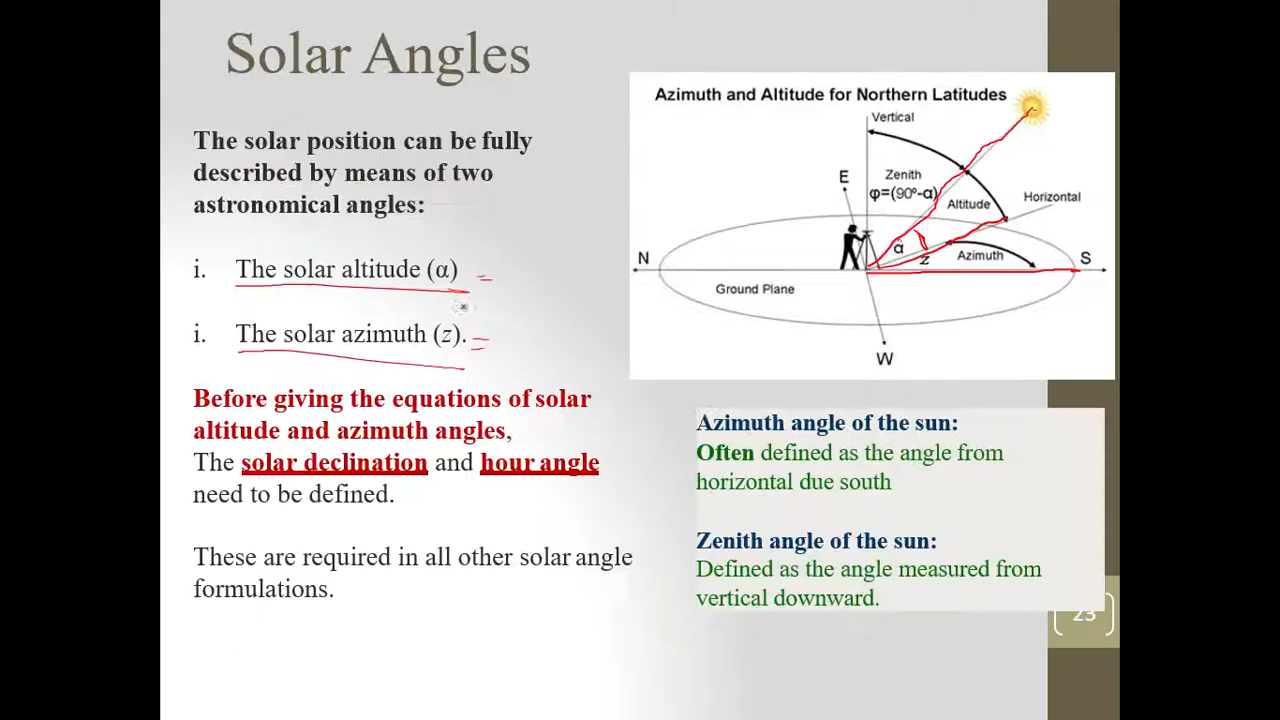 Solar Angles
The solar position can be fully
described by means of two
astronomical angles:
i. The solar altitude (α)
i. The solar azimuth (z).
Before giving the equations of solar
altitude and azimuth angles,
The solar declination and hour angle
need to be defined.
These are required in all other solar angle
formulations.
Azimuth and Altitude for Northern Latitudes
Vertical
E
Zenith
φ=(90º-α)
Altitude
Horizontal
N
α
z
Azimuth
S
Ground Plane
W
Azimuth angle of the sun:
Often defined as the angle from
horizontal due south
Zenith angle of the sun:
Defined as the angle measured from
vertical downward.
23